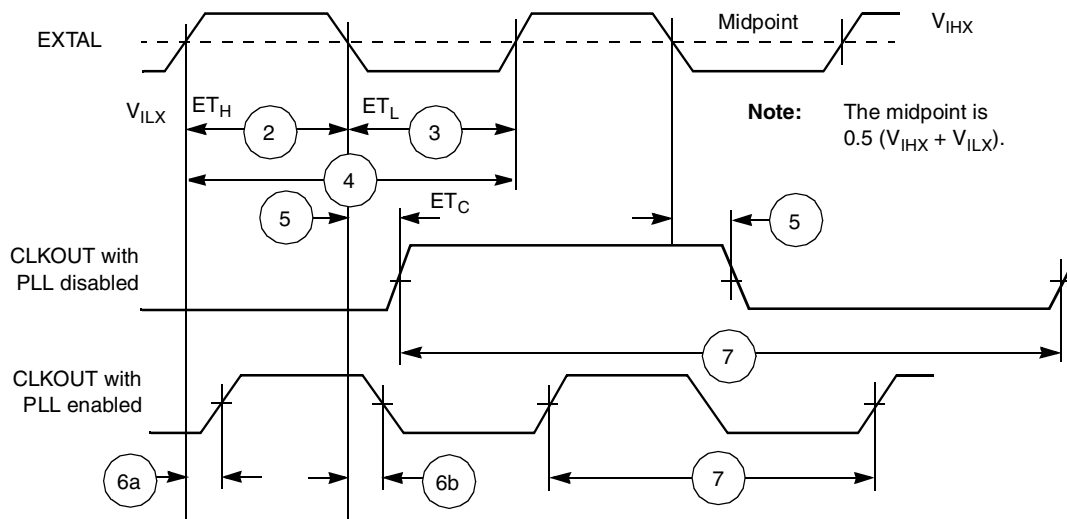 EXTAL
Midpoint
VIHX
VILX
ETH
ETL
2
3
Note: The midpoint is
0.5 (VIHX + VILX).
4
5
ETC
5
CLKOUT with
PLL disabled
7
CLKOUT with
PLL enabled
6a
6b
7